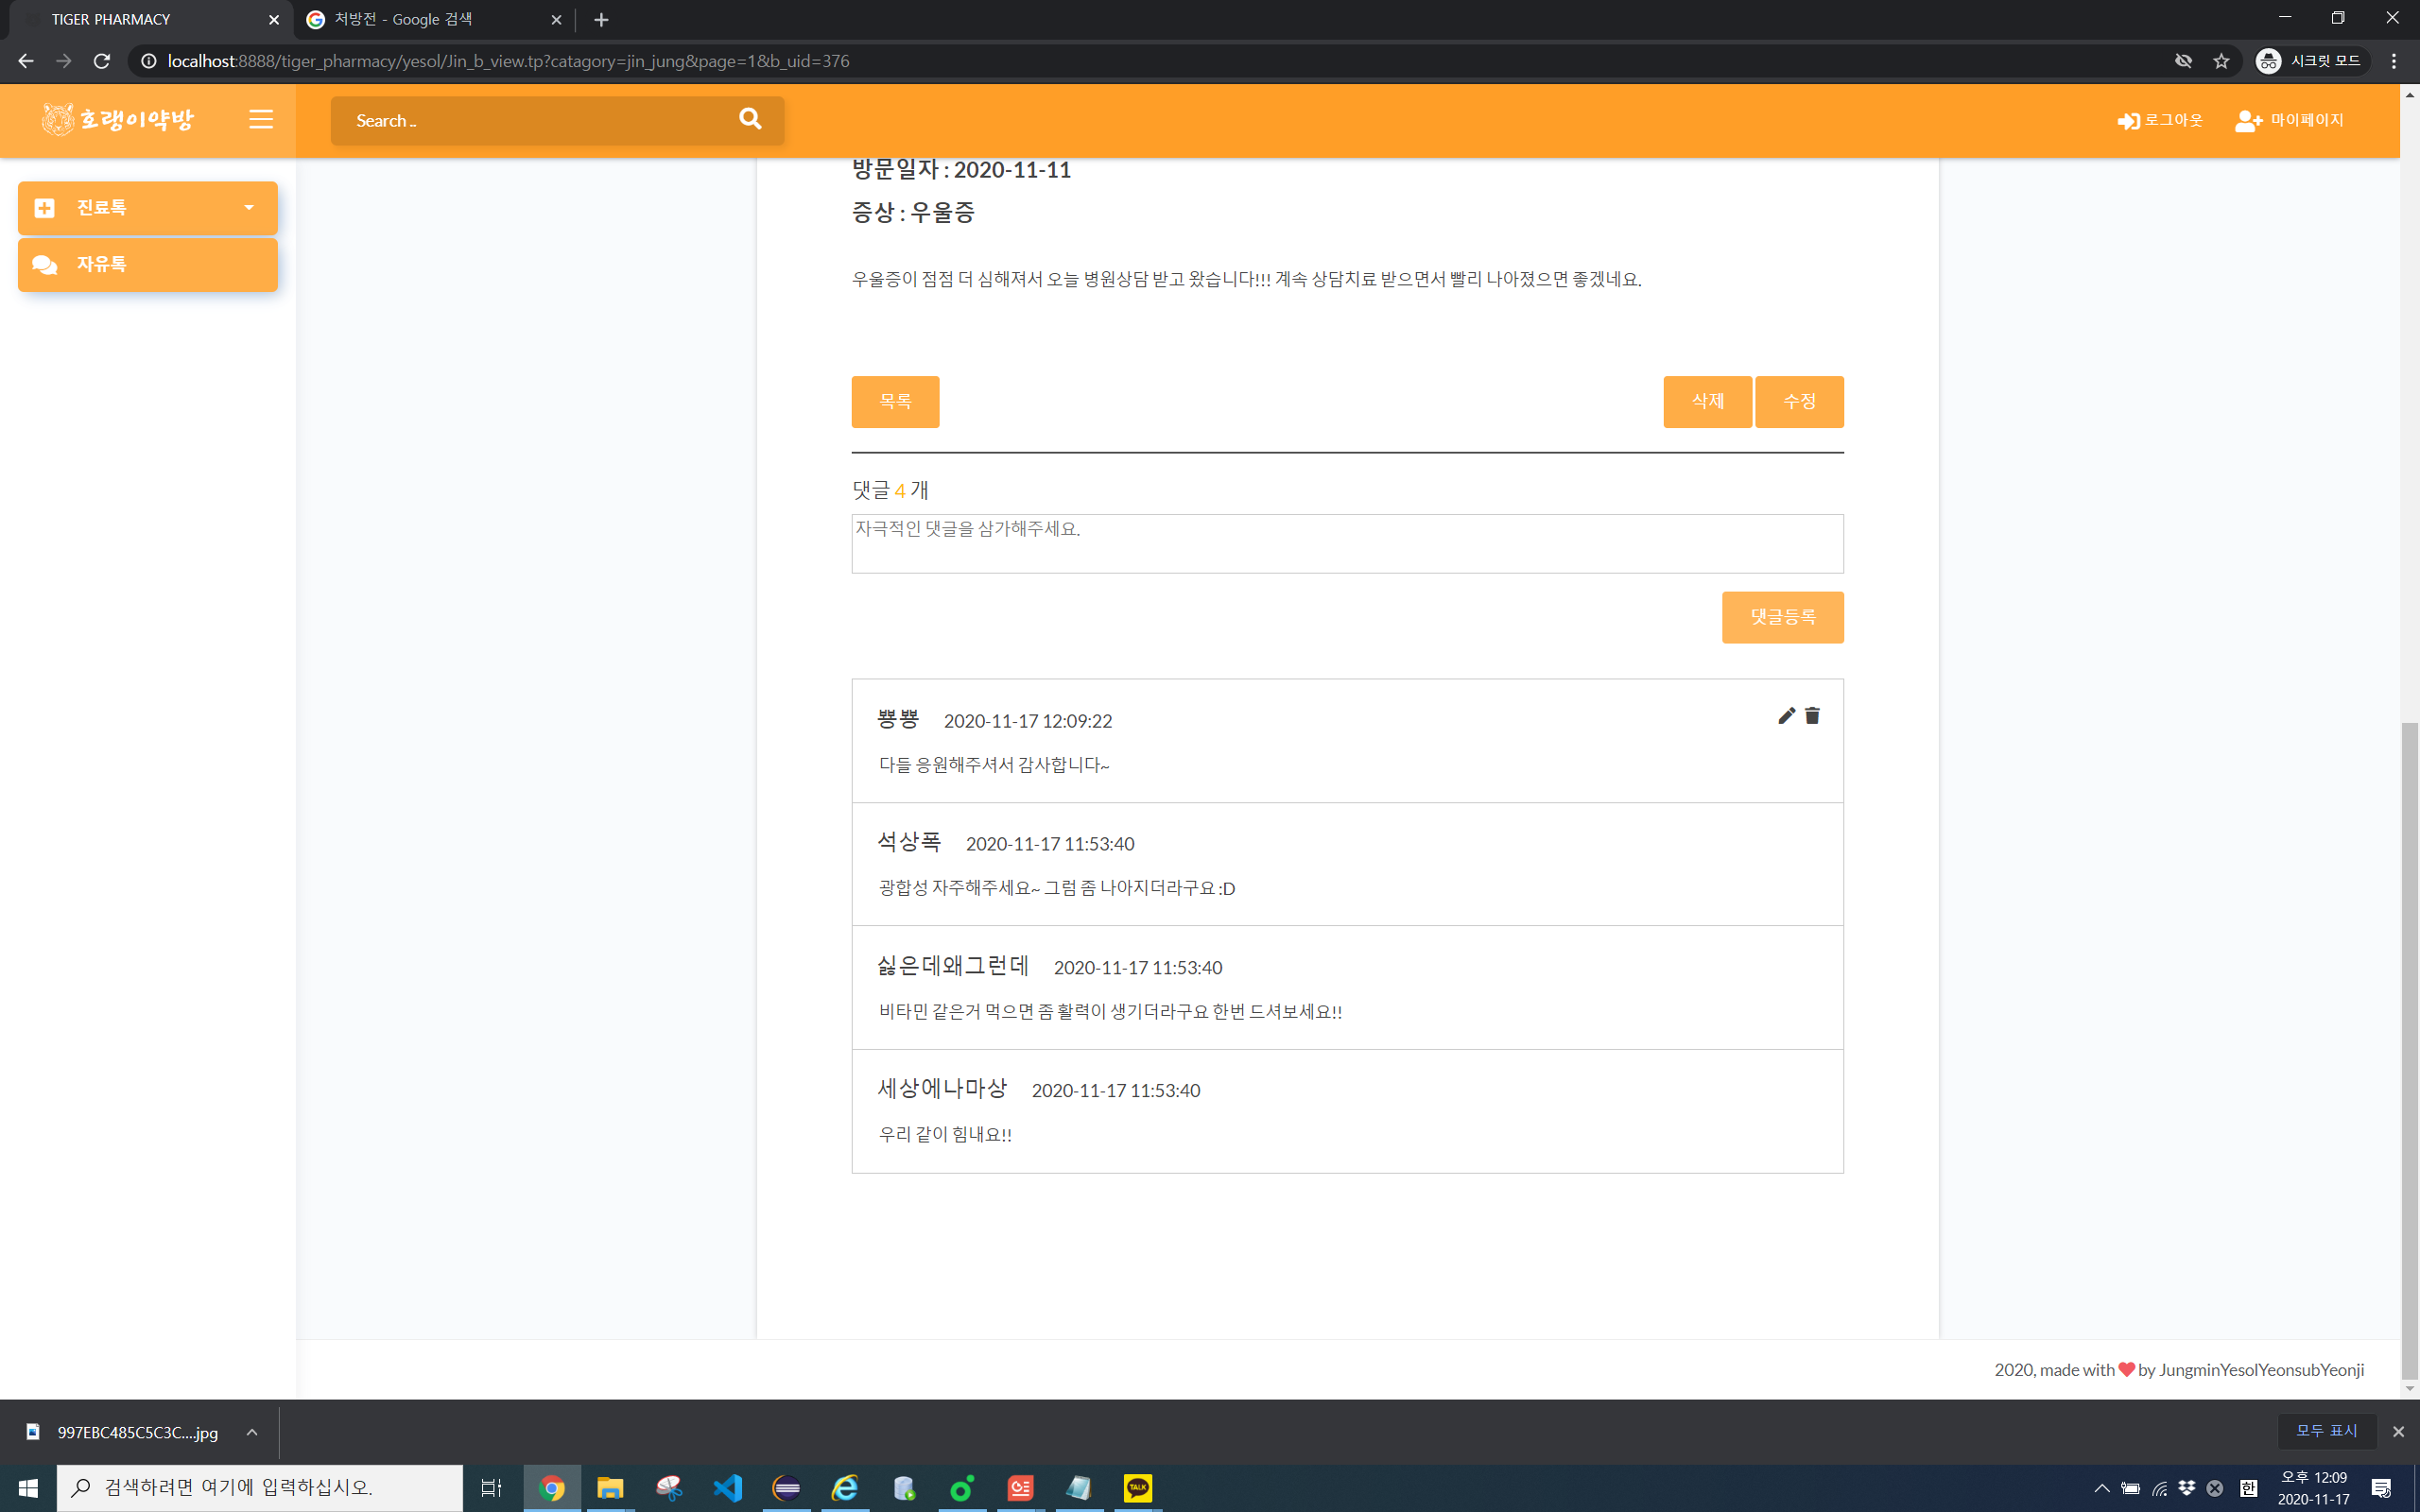 TIGER PHARMACY
처방전 - Google 검색
localhost:8888/tiger_pharmacy/yesol/Jin_b_view.tp?catagory=jin_jung&page=1&b_uid=376
시크릿 모드
호랭이약방
Search ..
로그아웃
마이페이지
진료톡
자유톡
방문일자 : 2020-11-11
증상 : 우울증
우울증이 점점 더 심해져서 오늘 병원상담 받고 왔습니다!!! 계속 상담치료 받으면서 빨리 나아졌으면 좋겠네요.
목록
삭제
수정
댓글 4 개
자극적인 댓글을 삼가해주세요.
댓글등록
뿅뿅 2020-11-17 12:09:22
다들 응원해주셔서 감사합니다~
석상폭 2020-11-17 11:53:40
광합성 자주해주세요~ 그럼 좀 나아지더라구요 :D
싫은데왜그런데 2020-11-17 11:53:40
비타민 같은거 먹으면 좀 활력이 생기더라구요 한번 드셔보세요!!
세상에나마상 2020-11-17 11:53:40
우리 같이 힘내요!!
2020, made with by JungminYesolYeonsubYeonji
997EBC485C5C3C....jpg
모두 표시
검색하려면 여기에 입력하십시오.
TALK
한
오후 12:09
2020-11-17